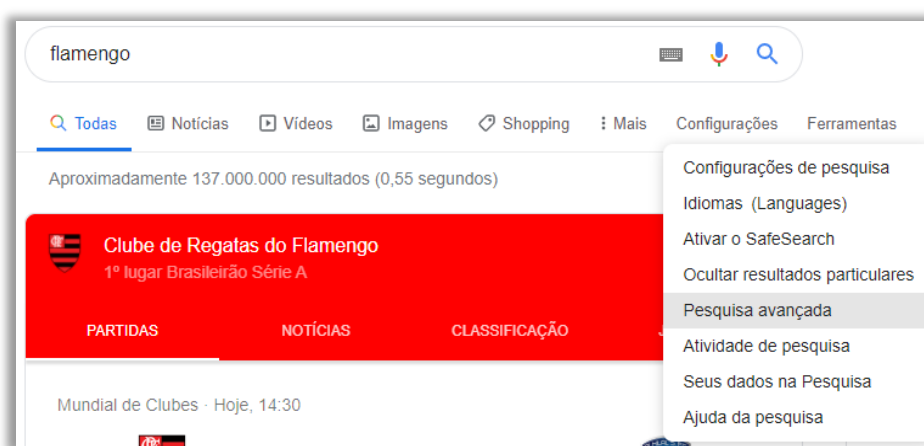 flamengo
Todas Notícias Vídeos Imagens Shopping Mais Configurações Ferramentas
Aproximadamente 137.000.000 resultados (0,55 segundos)
Clube de Regatas do Flamengo
1º lugar Brasileirão Série A
PARTIDAS NOTÍCIAS CLASSIFICAÇÃO
Mundial de Clubes · Hoje, 14:30
Configurações de pesquisa
Idiomas (Languages)
Ativar o SafeSearch
Ocultar resultados particulares
Pesquisa avançada
Atividade de pesquisa
Seus dados na Pesquisa
Ajuda da pesquisa